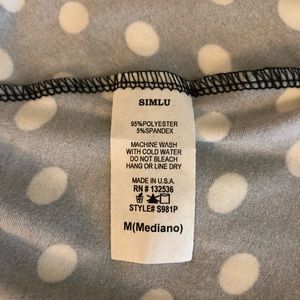 SIMLU
95%POLYESTER
5%SPANDEX
MACHINE WASH
WITH COLD WATER
DO NOT BLEACH
HANG OR LINE DRY
MADE IN U.S.A.
RN # 132536
STYLE# S981P
M(Mediano)